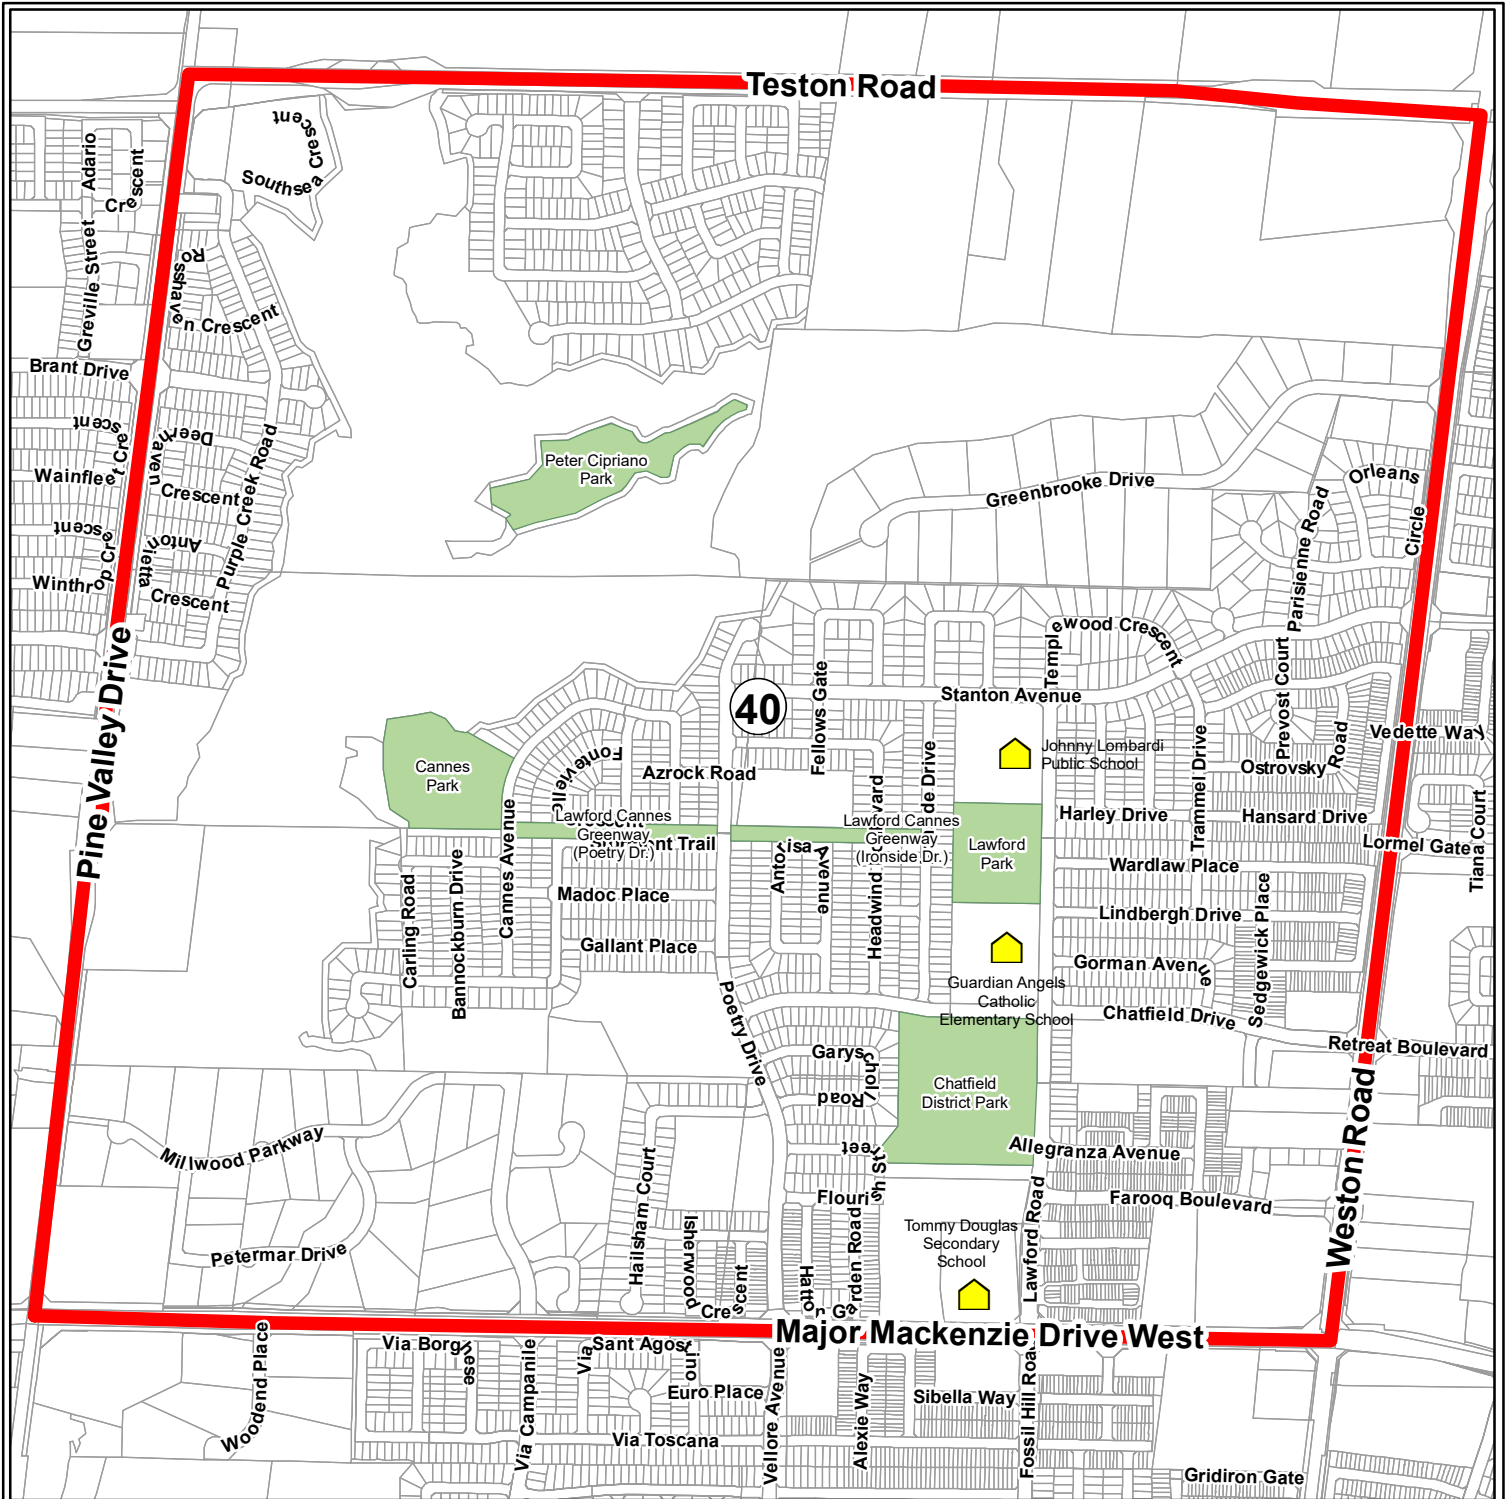 Teston Road
Southsea Crescent
Adario
Crescent
Greville Street
Rosshaven Crescent
Brant Drive
Wainfleet Crescent
Deerhaven
Crescent
Purple Creek Road
Winthrop Crescent
Antonietta
Crescent
Peter Cipriano
Park
Greenbrooke Drive
Orleans
Circle
Parisienne Road
Templewood Crescent
Stanton Avenue
Prevost Court
Pine Valley Drive
40
Fellows Gate
Vedette Way
Ostrovsky
Road
Johnny Lombardi
Public School
Cannes
Park
Fonteviella
Crescent
Azrock Road
Trammel Drive
Harley Drive
Hansard Drive
Lawford Cannes
Greenway
(Poetry Dr.)
Trail
Lawford Cannes
Greenway
(Ironside Dr.)
Lawford
Park
Lormel Gate
Tiana Court
Wardlaw Place
Avenue
Madoc Place
Cannes Avenue
Carling Road
Bannockburn Drive
Headwind
Lindbergh Drive
Sedgewick Place
Gallant Place
Gorman Avenue
Guardian Angels
Catholic
Elementary School
Chatfield Drive
Retreat Boulevard
Poetry Drive
Garyscholl
Road
Chatfield
District Park
Millwood Parkway
Allegranza Avenue
Flourish Street
Farooq Boulevard
Hailsham Court
Isherwood
Crescent
Petermar Drive
Tommy Douglas
Secondary
School
Lawford Road
Weston Road
Hatton Garden Road
Major Mackenzie Drive West
Woodend Place
Via Borghese
Via Campanile
Via
Sant Agostino
Euro Place
Via Toscana
Vellore Avenue
Alexie Way
Sibella Way
Fossil Hill Road
Gridiron Gate